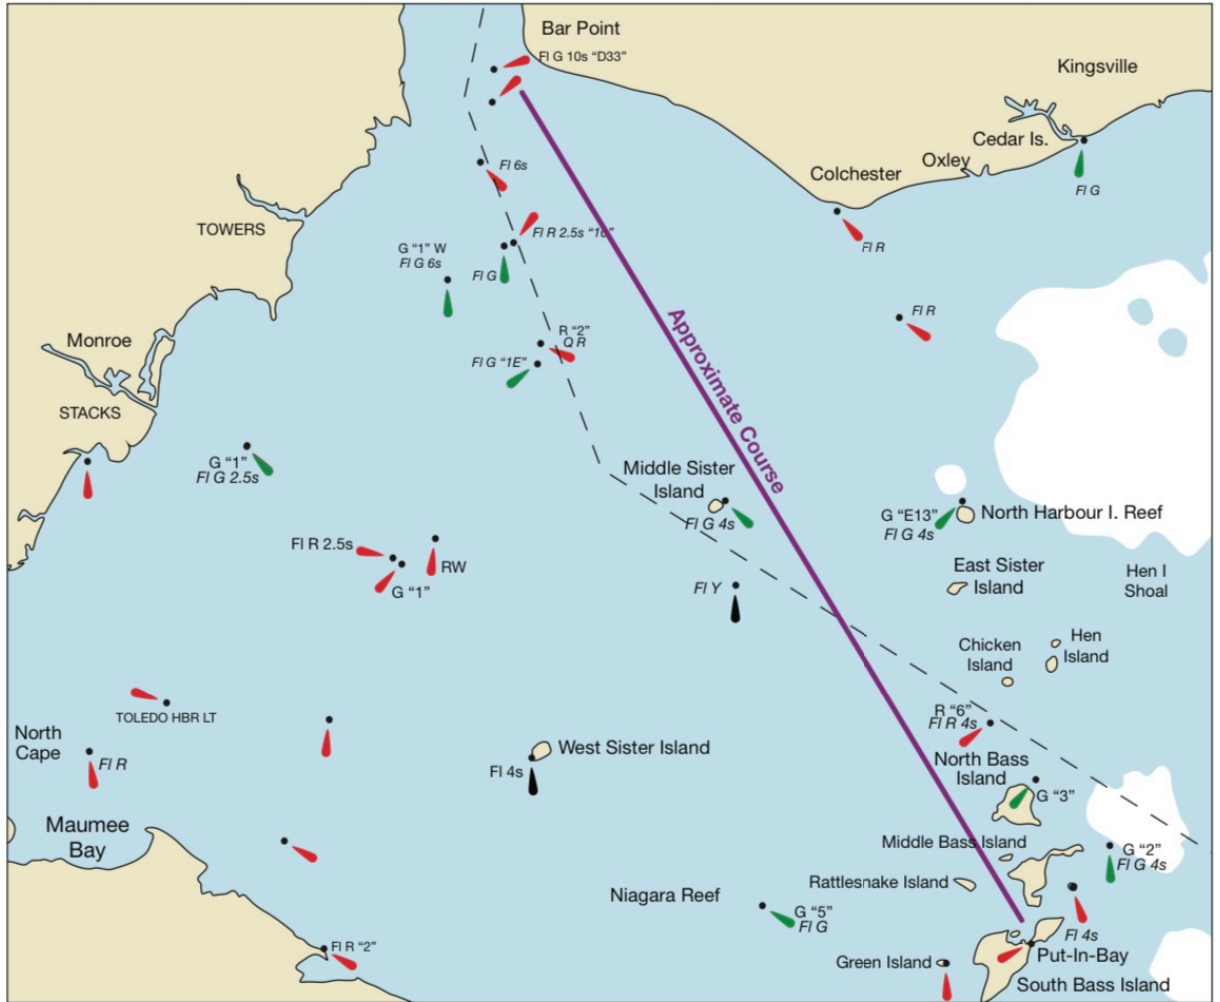 Bar Point
Fl G 10s “D33”
Kingsville
Cedar Is.
Oxley
Colchester
Fl G
Fl 6s
TOWERS
Fl R 2.5s “10”
G “1” W
Fl G 6s
Fl G
Fl R
Fl R
Monroe
R “2”
Q R
Fl G “1E”
Approximate Course
STACKS
G “1”
Fl G 2.5s
Middle Sister
Island
Fl G 4s
G “E13”
Fl G 4s
North Harbour I. Reef
Fl R 2.5s
RW
G “1”
Fl Y
East Sister
Island
Hen I
Shoal
Chicken
Island
Hen
Island
TOLEDO HBR LT
R “6”
Fl R 4s
North
Cape
Fl R
West Sister Island
Fl 4s
North Bass
Island
G “3”
Maumee
Bay
Middle Bass Island
G “2”
Fl G 4s
Rattlesnake Island
Niagara Reef
G “5”
Fl G
Fl 4s
Fl R “2”
Green Island
Put-In-Bay
South Bass Island